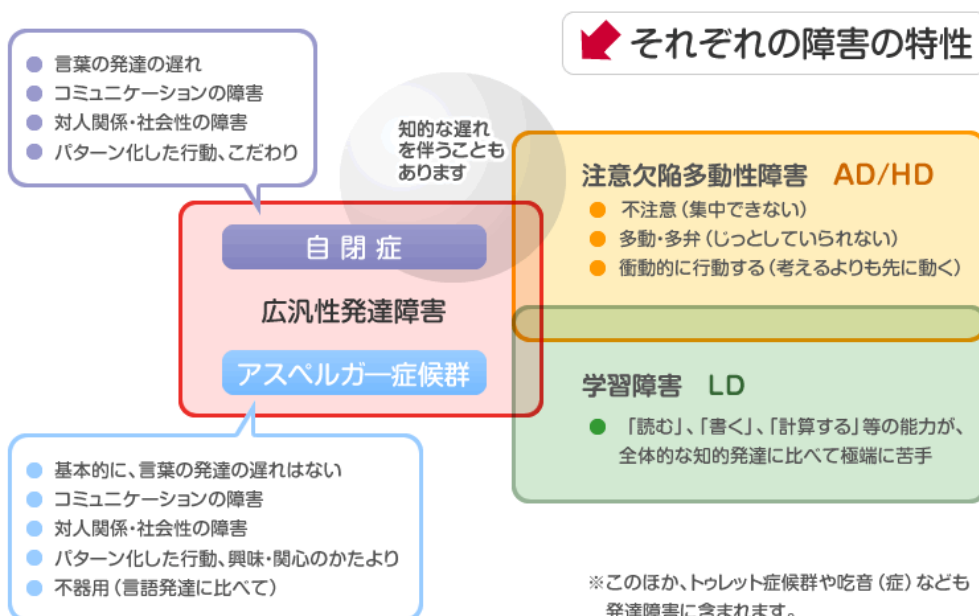 それぞれの障害の特性
言葉の発達の遅れ
コミュニケーションの障害
対人関係・社会性の障害
パターン化した行動、こだわり
知的な遅れ
を伴うことも
あります
自閉症
広汎性発達障害
アスペルガー症候群
基本的に、言葉の発達の遅れはない
コミュニケーションの障害
対人関係・社会性の障害
パターン化した行動、興味・関心のかたより
不器用(言語発達に比べて)
注意欠陥多動性障害 AD/HD
不注意(集中できない)
多動・多弁(じっとしていられない)
衝動的に行動する(考えるよりも先に動く)
学習障害 LD
「読む」、「書く」、「計算する」等の能力が、
全体的な知的発達に比べて極端に苦手
※このほか、トゥレット症候群や吃音(症)なども
発達障害に含まれます。